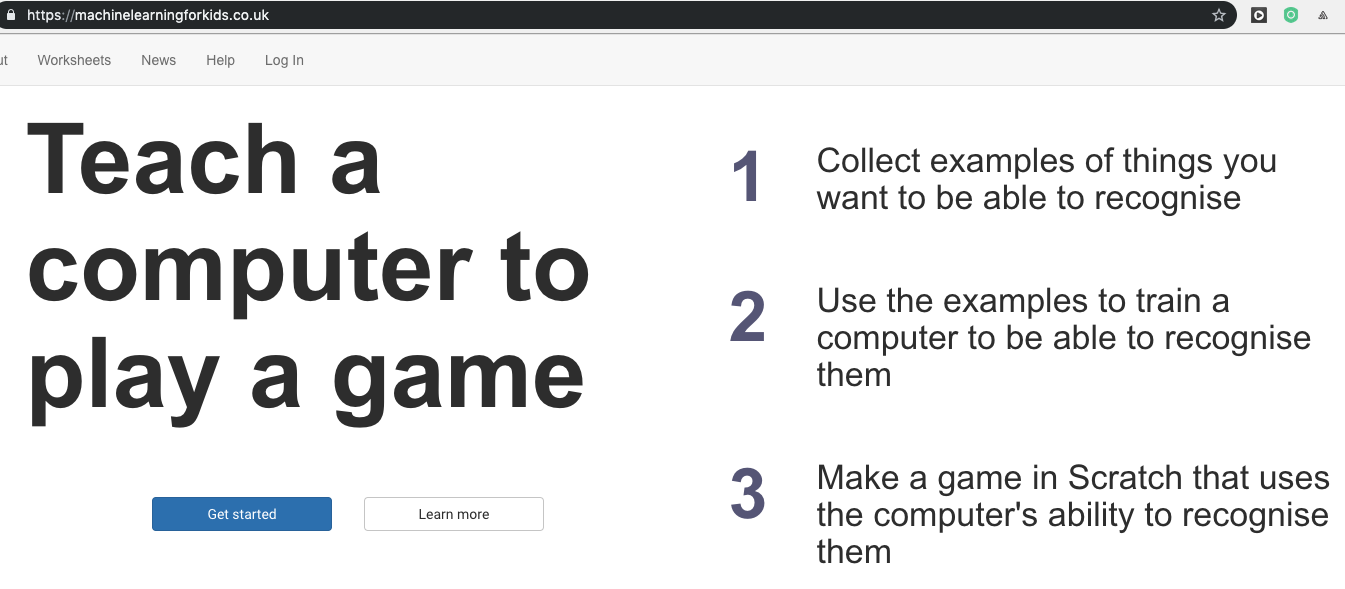 https://machinelearningforkids.co.uk
ut Worksheets News Help Log In
Teach a
computer to
play a game
Get started Learn more
1 Collect examples of things you
want to be able to recognise
2 Use the examples to train a
computer to be able to recognise
them
3 Make a game in Scratch that uses
the computer's ability to recognise
them